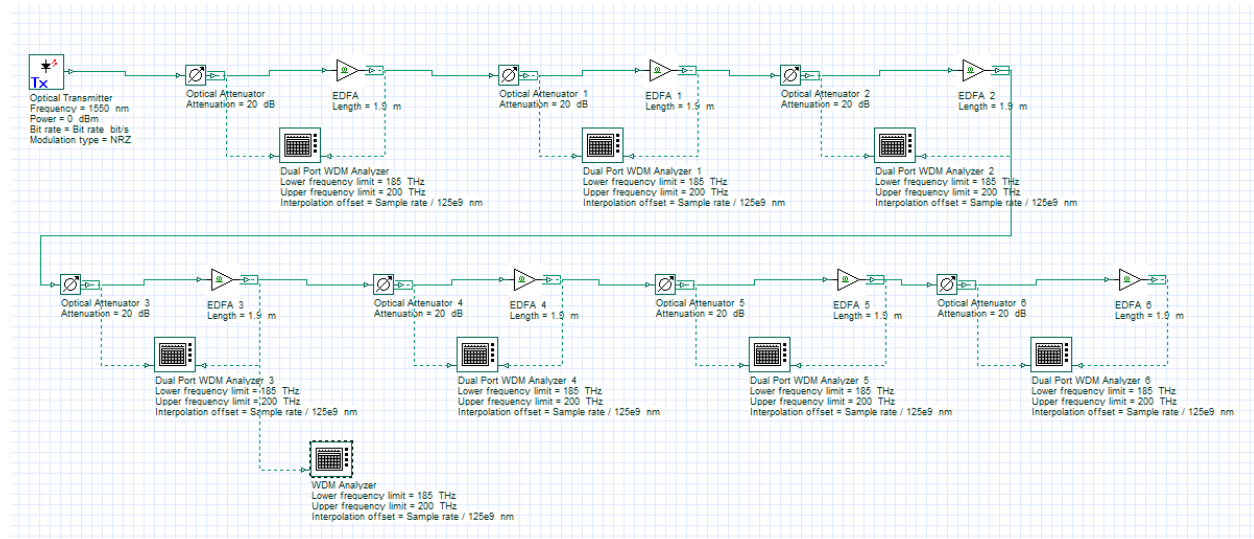 Tx
Optical Transmitter
Frequency = 1550 nm
Power = 0 dBm
Bit rate = Bit rate bit/s
Modulation type = NRZ
Optical Attenuator
Attenuation = 20 dB
EDFA
Length = 1.9 m
Optical Attenuator 1
Attenuation = 20 dB
EDFA 1
Length = 1.9 m
Optical Attenuator 2
Attenuation = 20 dB
EDFA 2
Length = 1.9 m
Dual Port WDM Analyzer
Lower frequency limit = 185 THz
Upper frequency limit = 200 THz
Interpolation offset = Sample rate / 125e9 nm
Dual Port WDM Analyzer 1
Lower frequency limit = 185 THz
Upper frequency limit = 200 THz
Interpolation offset = Sample rate / 125e9 nm
Dual Port WDM Analyzer 2
Lower frequency limit = 185 THz
Upper frequency limit = 200 THz
Interpolation offset = Sample rate / 125e9 nm
Optical Attenuator 3
Attenuation = 20 dB
EDFA 3
Length = 1.9 m
Optical Attenuator 4
Attenuation = 20 dB
EDFA 4
Length = 1.9 m
Optical Attenuator 5
Attenuation = 20 dB
EDFA 5
Length = 1.9 m
Optical Attenuator 6
Attenuation = 20 dB
EDFA 6
Length = 1.9 m
Dual Port WDM Analyzer 3
Lower frequency limit = 185 THz
Upper frequency limit = 200 THz
Interpolation offset = Sample rate / 125e9 nm
Dual Port WDM Analyzer 4
Lower frequency limit = 185 THz
Upper frequency limit = 200 THz
Interpolation offset = Sample rate / 125e9 nm
Dual Port WDM Analyzer 5
Lower frequency limit = 185 THz
Upper frequency limit = 200 THz
Interpolation offset = Sample rate / 125e9 nm
Dual Port WDM Analyzer 6
Lower frequency limit = 185 THz
Upper frequency limit = 200 THz
Interpolation offset = Sample rate / 125e9 nm
WDM Analyzer
Lower frequency limit = 185 THz
Upper frequency limit = 200 THz
Interpolation offset = Sample rate / 125e9 nm